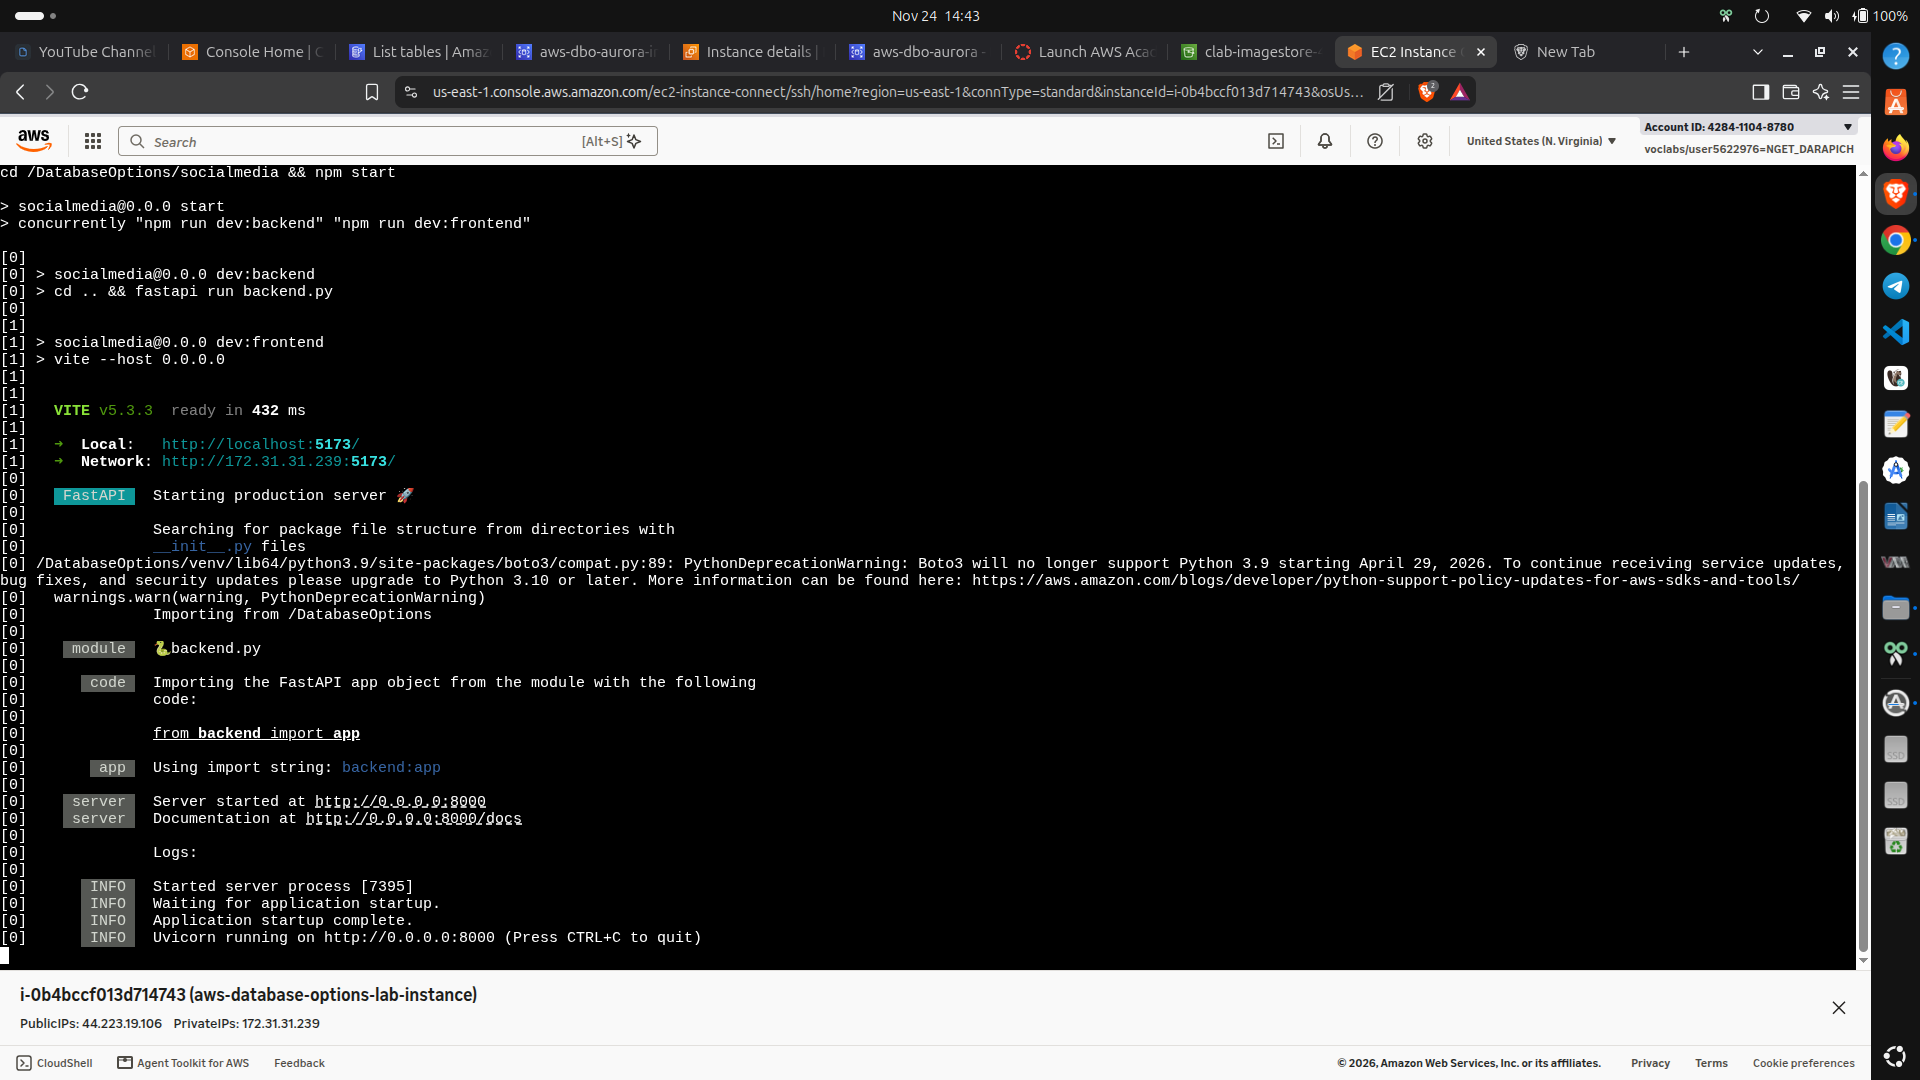 Nov 24 14:43
100%
YouTube Channel
Console Home | C
List tables | Amaz
aws-dbo-aurora-i
Instance details |
aws-dbo-aurora -
Launch AWS Aca
clab-imagestore-
EC2 Instance
New Tab
us-east-1.console.aws.amazon.com/ec2-instance-connect/ssh/home?region=us-east-1&connType=standard&instanceId=i-0b4bccf013d714743&osUs...
2
aws
Search
[Alt+S]
United States (N. Virginia)
Account ID: 4284-1104-8780
voclabs/user5622976=NGET_DARAPICH
cd /DatabaseOptions/socialmedia && npm start
> socialmedia@0.0.0 start
> concurrently "npm run dev:backend" "npm run dev:frontend"
[0]
[0] > socialmedia@0.0.0 dev:backend
[0] > cd .. && fastapi run backend.py
[0]
[1]
[1] > socialmedia@0.0.0 dev:frontend
[1] > vite --host 0.0.0.0
[1]
[1]
[1] VITE v5.3.3 ready in 432 ms
[1]
[1] ➜ Local: http://localhost:5173/
[1] ➜ Network: http://172.31.31.239:5173/
[0]
[0] FastAPI Starting production server 🚀
[0]
[0] Searching for package file structure from directories with
[0] __init__.py files
[0] /DatabaseOptions/venv/lib64/python3.9/site-packages/boto3/compat.py:89: PythonDeprecationWarning: Boto3 will no longer support Python 3.9 starting April 29, 2026. To continue receiving service updates,
bug fixes, and security updates please upgrade to Python 3.10 or later. More information can be found here: https://aws.amazon.com/blogs/developer/python-support-policy-updates-for-aws-sdks-and-tools/
[0] warnings.warn(warning, PythonDeprecationWarning)
[0] Importing from /DatabaseOptions
[0]
[0] module 🐍backend.py
[0]
[0] code Importing the FastAPI app object from the module with the following
[0] code:
[0]
[0] from backend import app
[0]
[0] app Using import string: backend:app
[0]
[0] server Server started at http://0.0.0.0:8000
[0] server Documentation at http://0.0.0.0:8000/docs
[0]
[0] Logs:
[0]
[0] INFO Started server process [7395]
[0] INFO Waiting for application startup.
[0] INFO Application startup complete.
[0] INFO Uvicorn running on http://0.0.0.0:8000 (Press CTRL+C to quit)
i-0b4bccf013d714743 (aws-database-options-lab-instance)
PublicIPs: 44.223.19.106 PrivateIPs: 172.31.31.239
CloudShell
Agent Toolkit for AWS
Feedback
© 2026, Amazon Web Services, Inc. or its affiliates.
Privacy
Terms
Cookie preferences
SSD
SSD